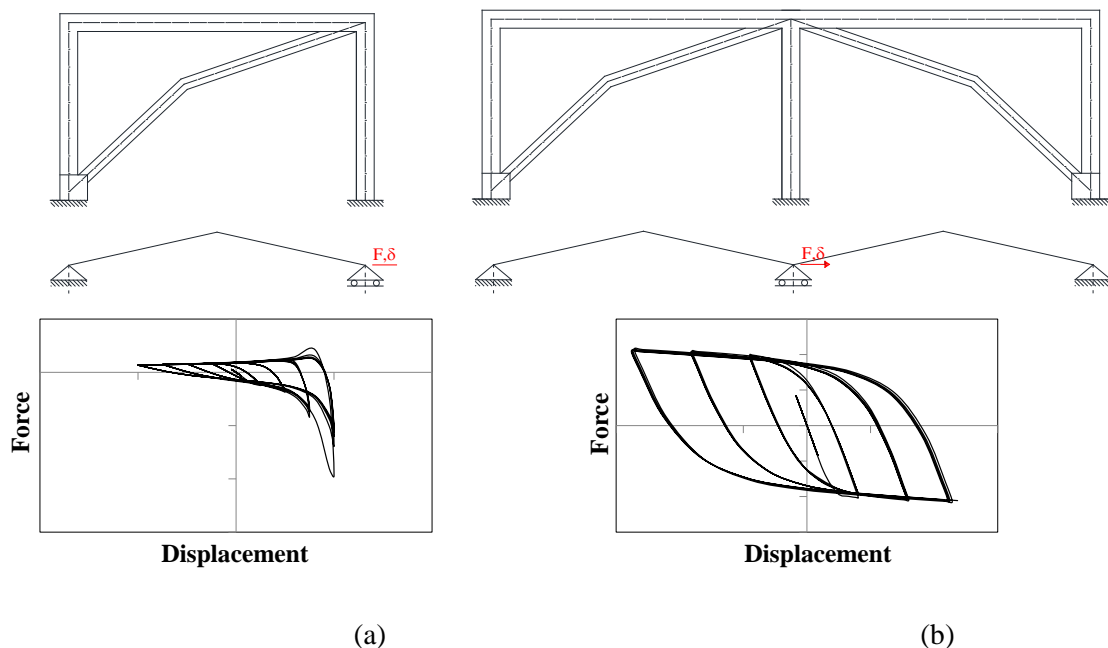 F,δ
F,δ
Force
Displacement
Force
Displacement
(a)
(b)